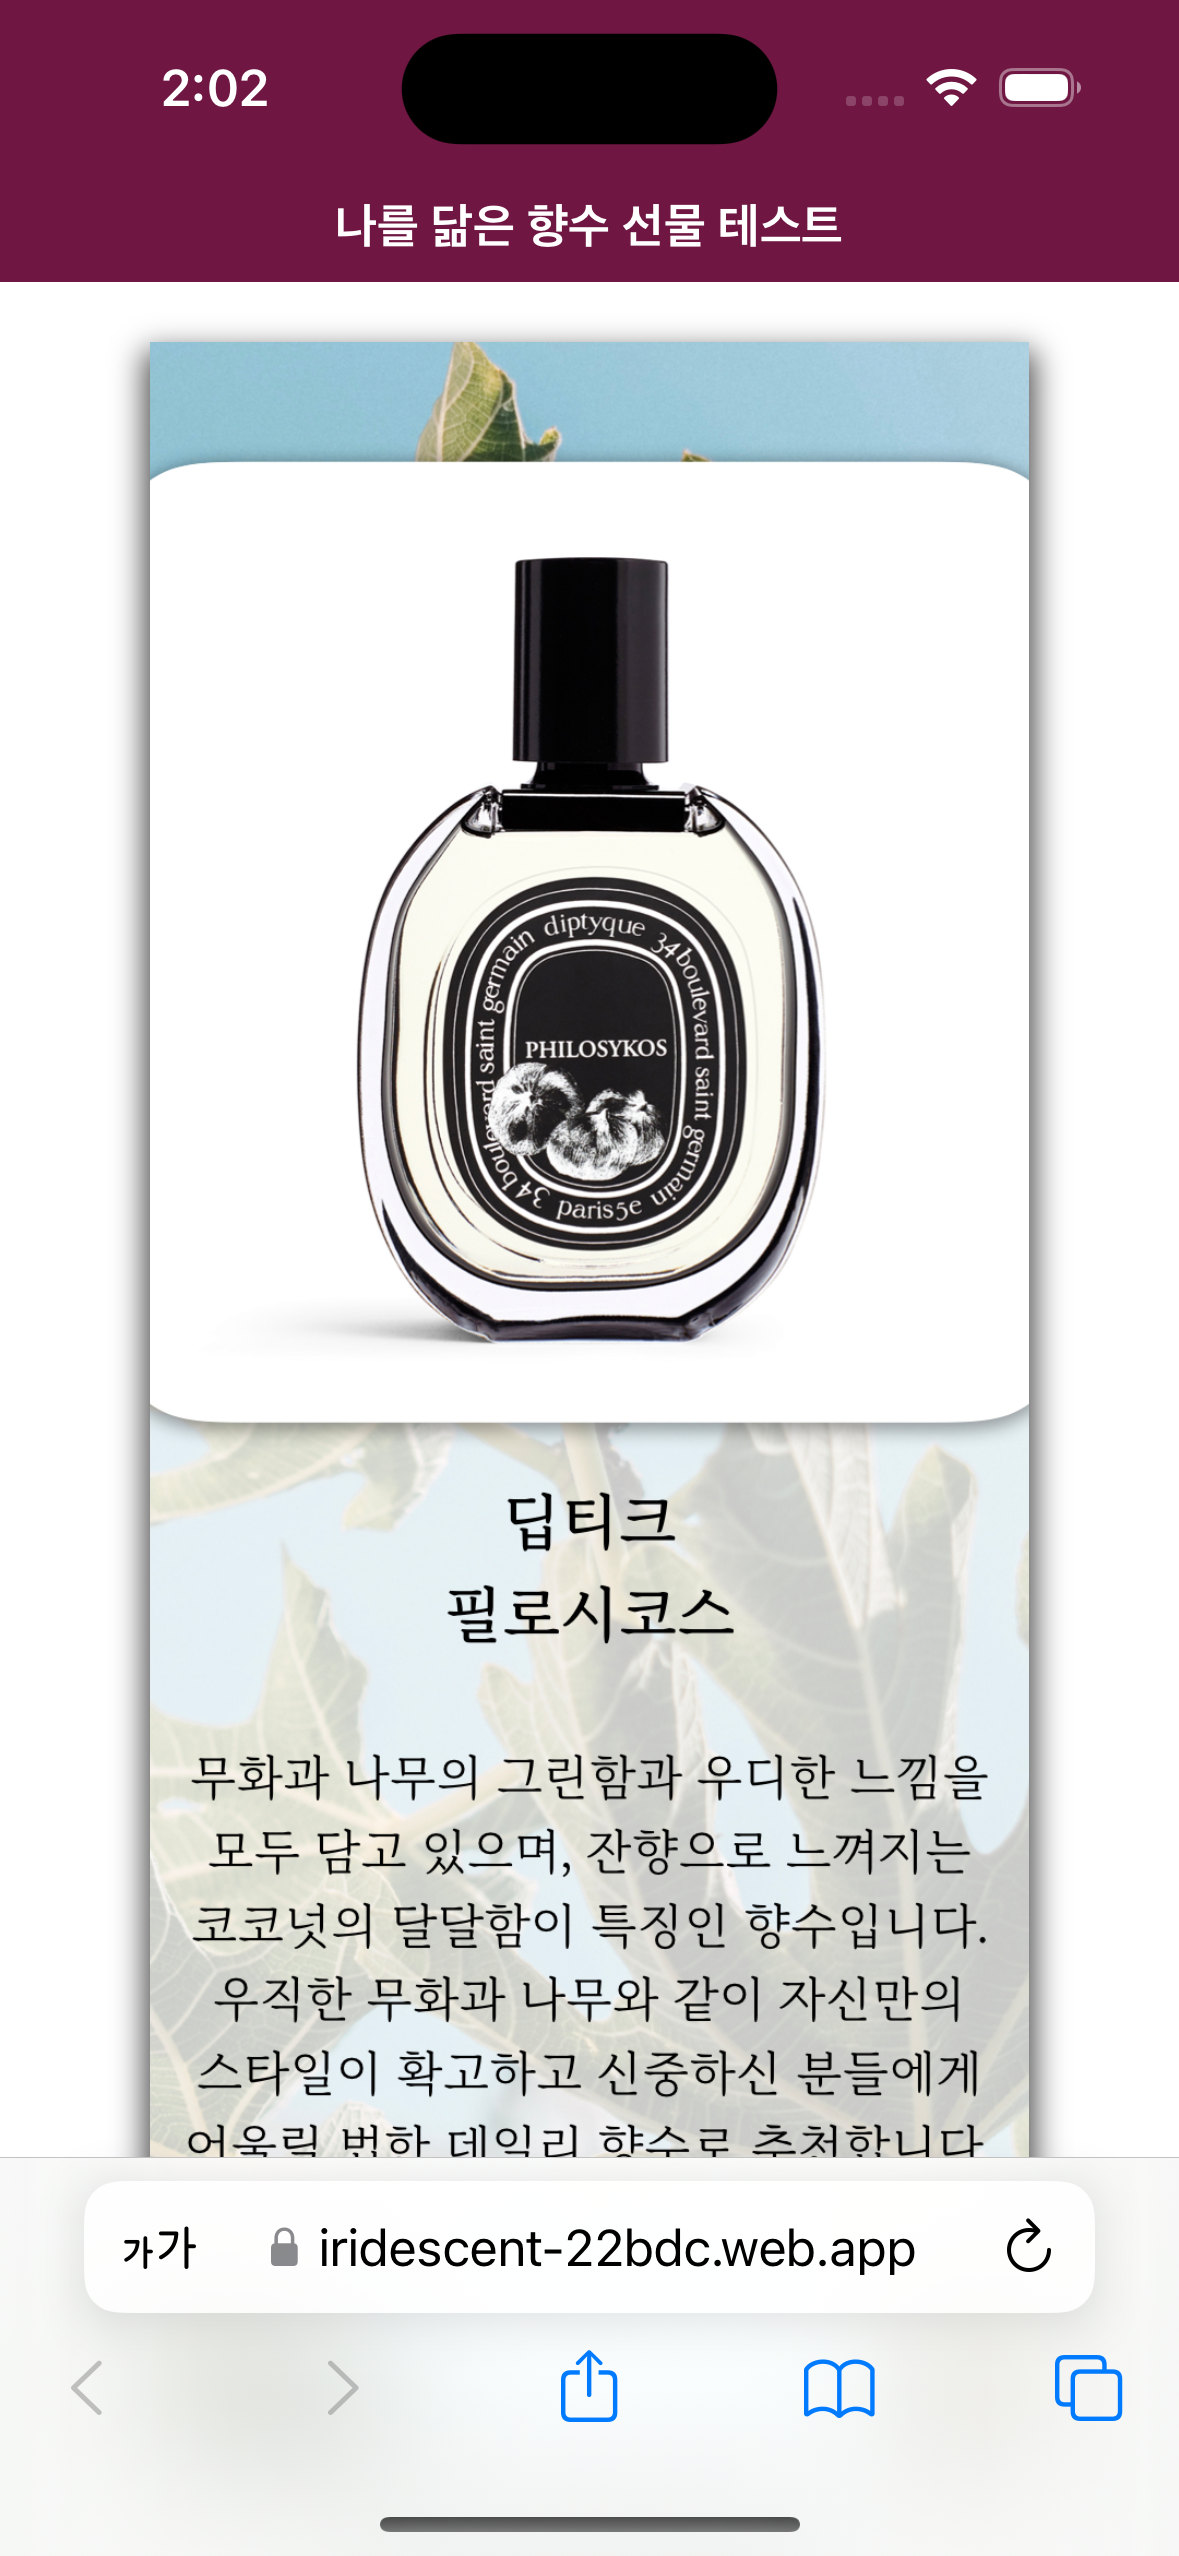 2:02
나를 닮은 향수 선물 테스트
diptyque 34 boulevard saint germain paris5e 34 boulevard saint germain
PHILOSYKOS
딥티크
필로시코스
무화과 나무의 그린함과 우디한 느낌을
모두 담고 있으며, 잔향으로 느껴지는
코코넛의 달달함이 특징인 향수입니다.
우직한 무화과 나무와 같이 자신만의
스타일이 확고하고 신중하신 분들에게
어울릴 법한 데일리 향수로 추천합니다
가가
iridescent-22bdc.web.app